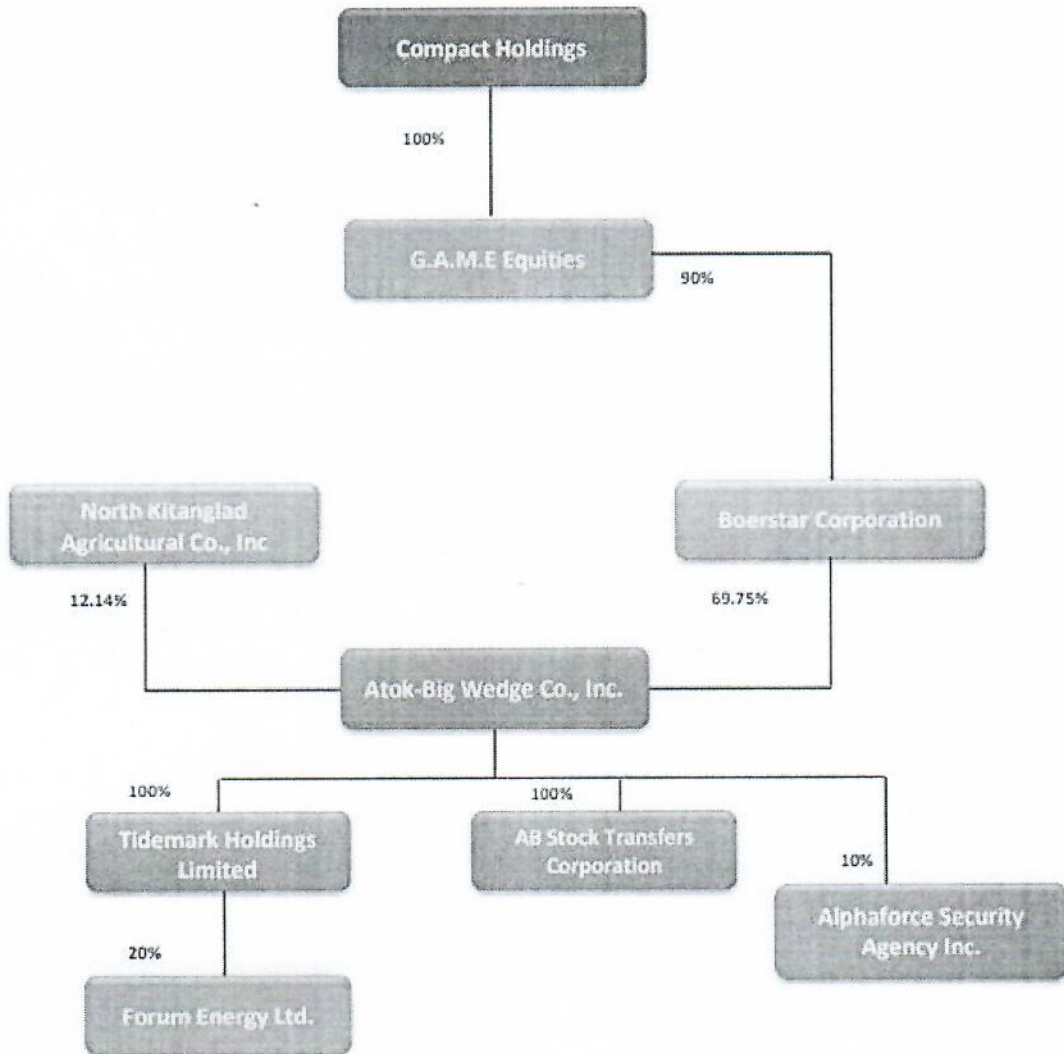 Compact Holdings
100%
G.A.M.E Equities
90%
North Kitanglad
Agricultural Co., Inc
Boerstar Corporation
12.14%
69.75%
Atok-Big Wedge Co., Inc.
100%
100%
Tidemark Holdings
Limited
AB Stock Transfers
Corporation
10%
Alphaforce Security
Agency Inc.
20%
Forum Energy Ltd.